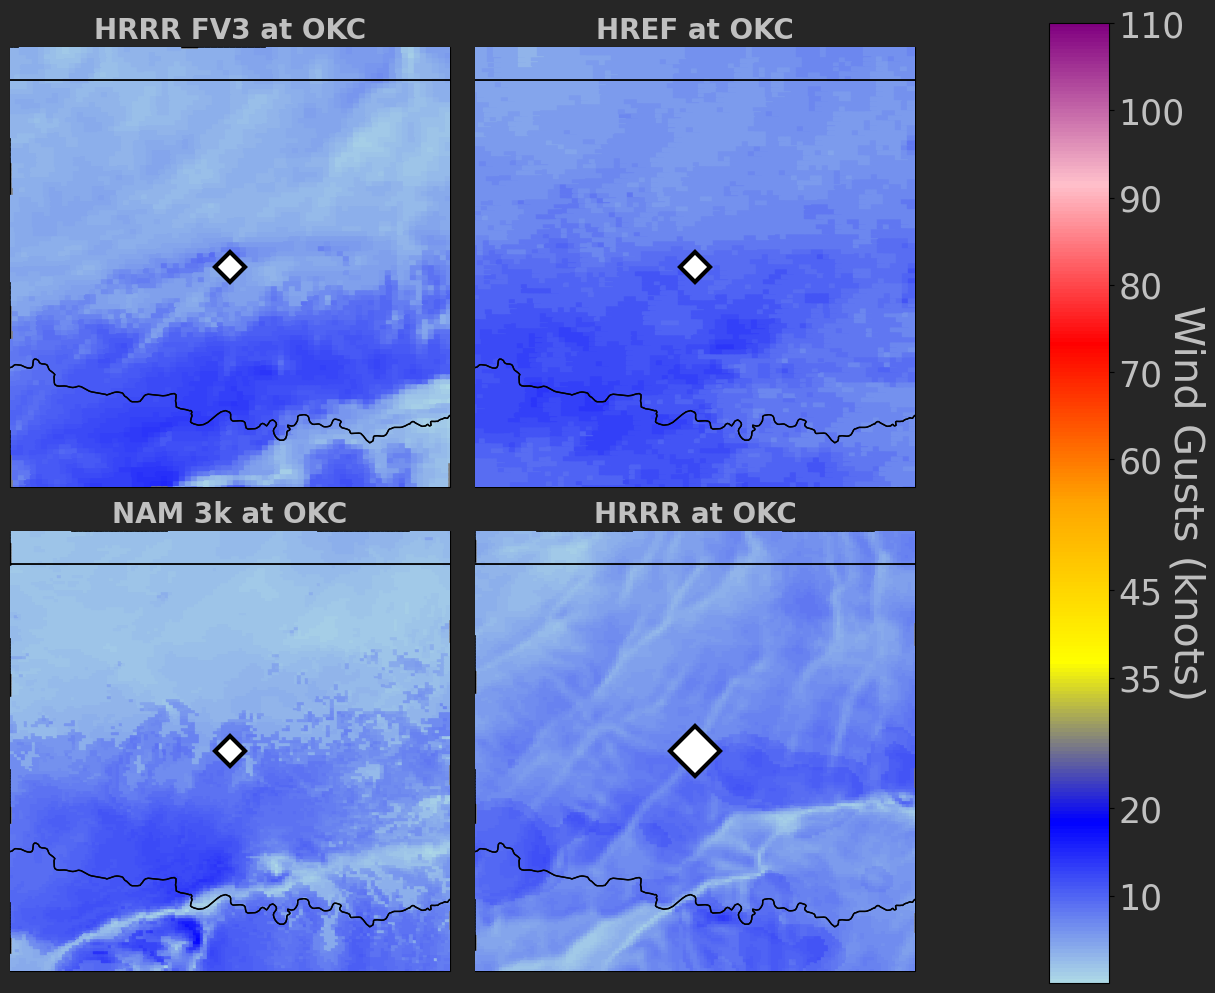 HRRR FV3 at OKC
HREF at OKC
NAM 3k at OKC
HRRR at OKC
110
100
90
80
70
60
45
35
20
10
Wind Gusts (knots)